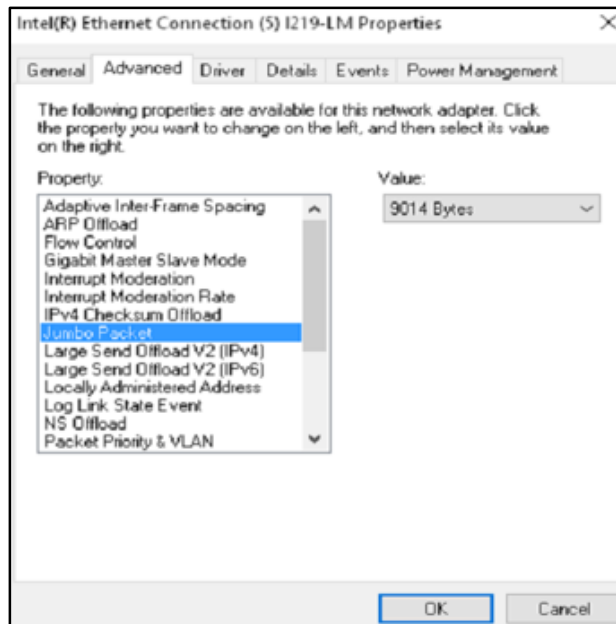 Intel(R) Ethernet Connection (5) I219-LM Properties
General Advanced Driver Details Events Power Management
The following properties are available for this network adapter. Click
the property you want to change on the left, and then select its value
on the right.
Property: Value:
Adaptive Inter-Frame Spacing 9014 Bytes
ARP Offload
Flow Control
Gigabit Master Slave Mode
Interrupt Moderation
Interrupt Moderation Rate
IPv4 Checksum Offload
Jumbo Packet
Large Send Offload V2 (IPv4)
Large Send Offload V2 (IPv6)
Locally Administered Address
Log Link State Event
NS Offload
Packet Priority & VLAN
OK Cancel